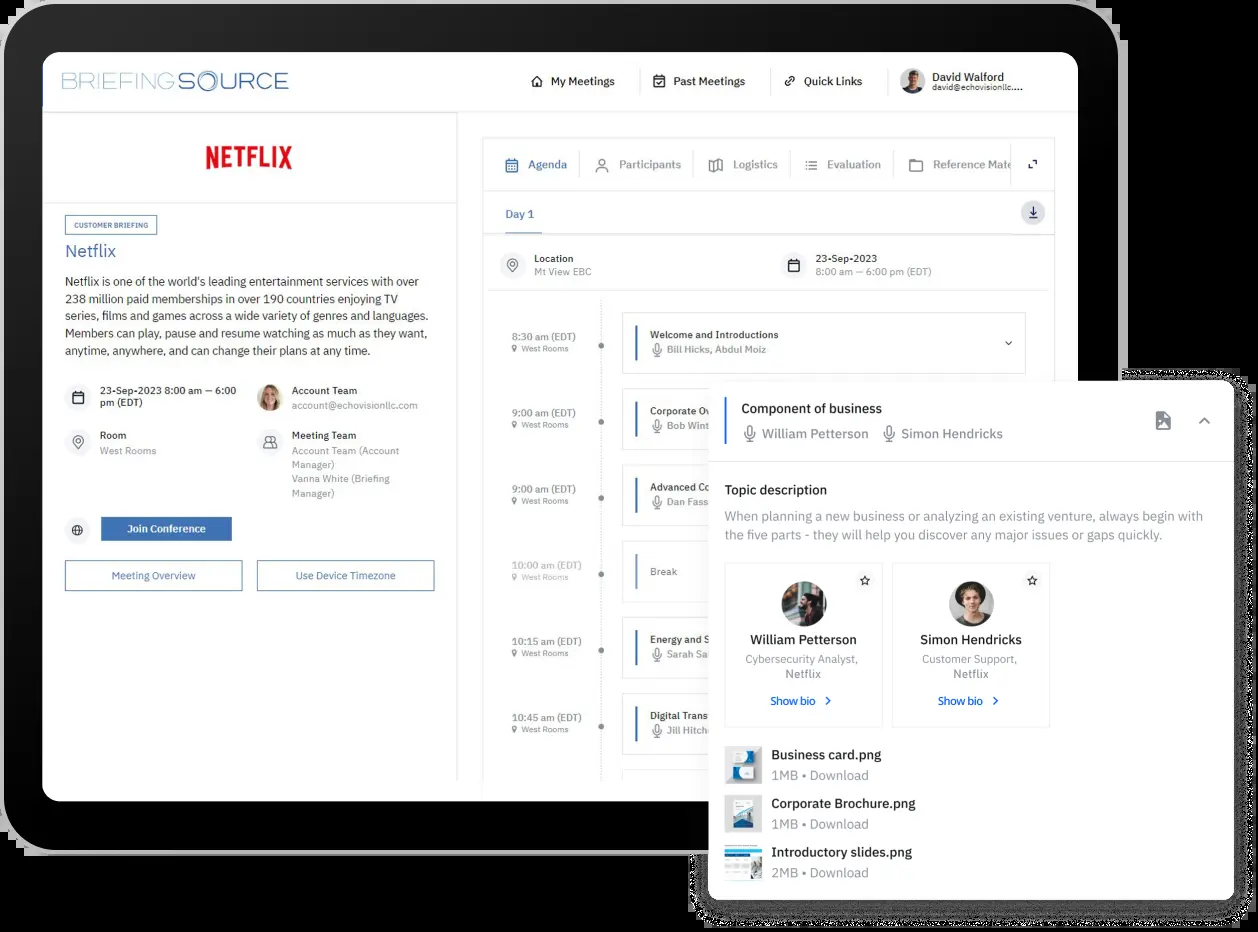 BRIEFINGSOURCE
My Meetings
Past Meetings
Quick Links
David Walford
david@echovisionllc....
NETFLIX
CUSTOMER BRIEFING
Netflix
Netflix is one of the world's leading entertainment services with over
238 million paid memberships in over 190 countries enjoying TV
series, films and games across a wide variety of genres and languages.
Members can play, pause and resume watching as much as they want,
anytime, anywhere, and can change their plans at any time.
23-Sep-2023 8:00 am — 6:00
pm (EDT)
Account Team
account@echovisionllc.com
Room
West Rooms
Meeting Team
Account Team (Account
Manager)
Vanna White (Briefing
Manager)
Join Conference
Meeting Overview
Use Device Timezone
Agenda
Participants
Logistics
Evaluation
Reference Mate
Day 1
Location
Mt View EBC
23-Sep-2023
8:00 am — 6:00 pm (EDT)
8:30 am (EDT)
West Rooms
Welcome and Introductions
Bill Hicks, Abdul Moiz
9:00 am (EDT)
West Rooms
Corporate Ov
Bob Wint
9:00 am (EDT)
West Rooms
Advanced Co
Dan Fass
10:00 am (EDT)
West Rooms
Break
10:15 am (EDT)
West Rooms
Energy and S
Sarah Sa
10:45 am (EDT)
West Rooms
Digital Trans
Jill Hitch
Component of business
William Petterson Simon Hendricks
Topic description
When planning a new business or analyzing an existing venture, always begin with
the five parts - they will help you discover any major issues or gaps quickly.
William Petterson
Cybersecurity Analyst,
Netflix
Show bio
Simon Hendricks
Customer Support,
Netflix
Show bio
Business card.png
1MB • Download
Corporate Brochure.png
1MB • Download
Introductory slides.png
2MB • Download